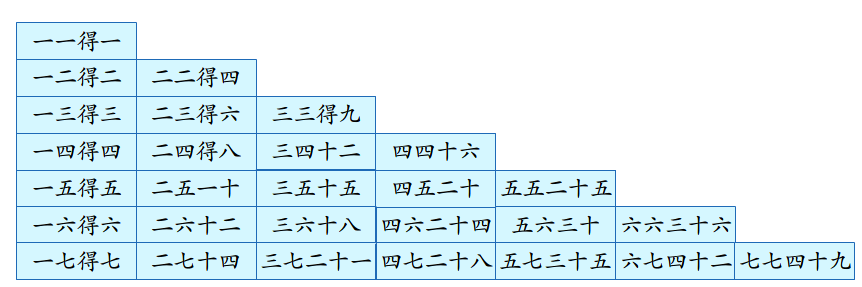 一一得一
一二得二 二二得四
一三得三 二三得六 三三得九
一四得四 二四得八 三四十二 四四十六
一五得五 二五一十 三五十五 四五二十 五五二十五
一六得六 二六十二 三六十八 四六二十四 五六三十 六六三十六
一七得七 二七十四 三七二十一 四七二十八 五七三十五 六七四十二 七七四十九